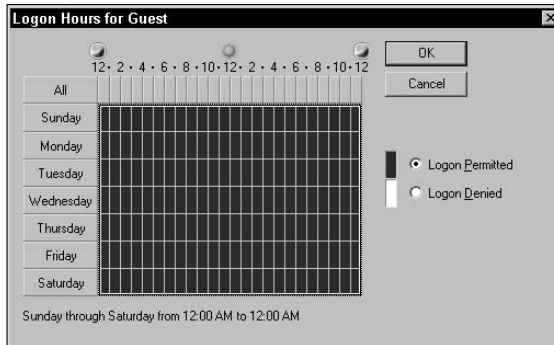 Logon Hours for Guest
OK
12 • 2 • 4 • 6 • 8 • 10 • 12 • 2 • 4 • 6 • 8 • 10 • 12
Cancel
All
Sunday
Monday
Tuesday
Logon Permitted
Wednesday
Logon Denied
Thursday
Friday
Saturday
Sunday through Saturday from 12:00 AM to 12:00 AM